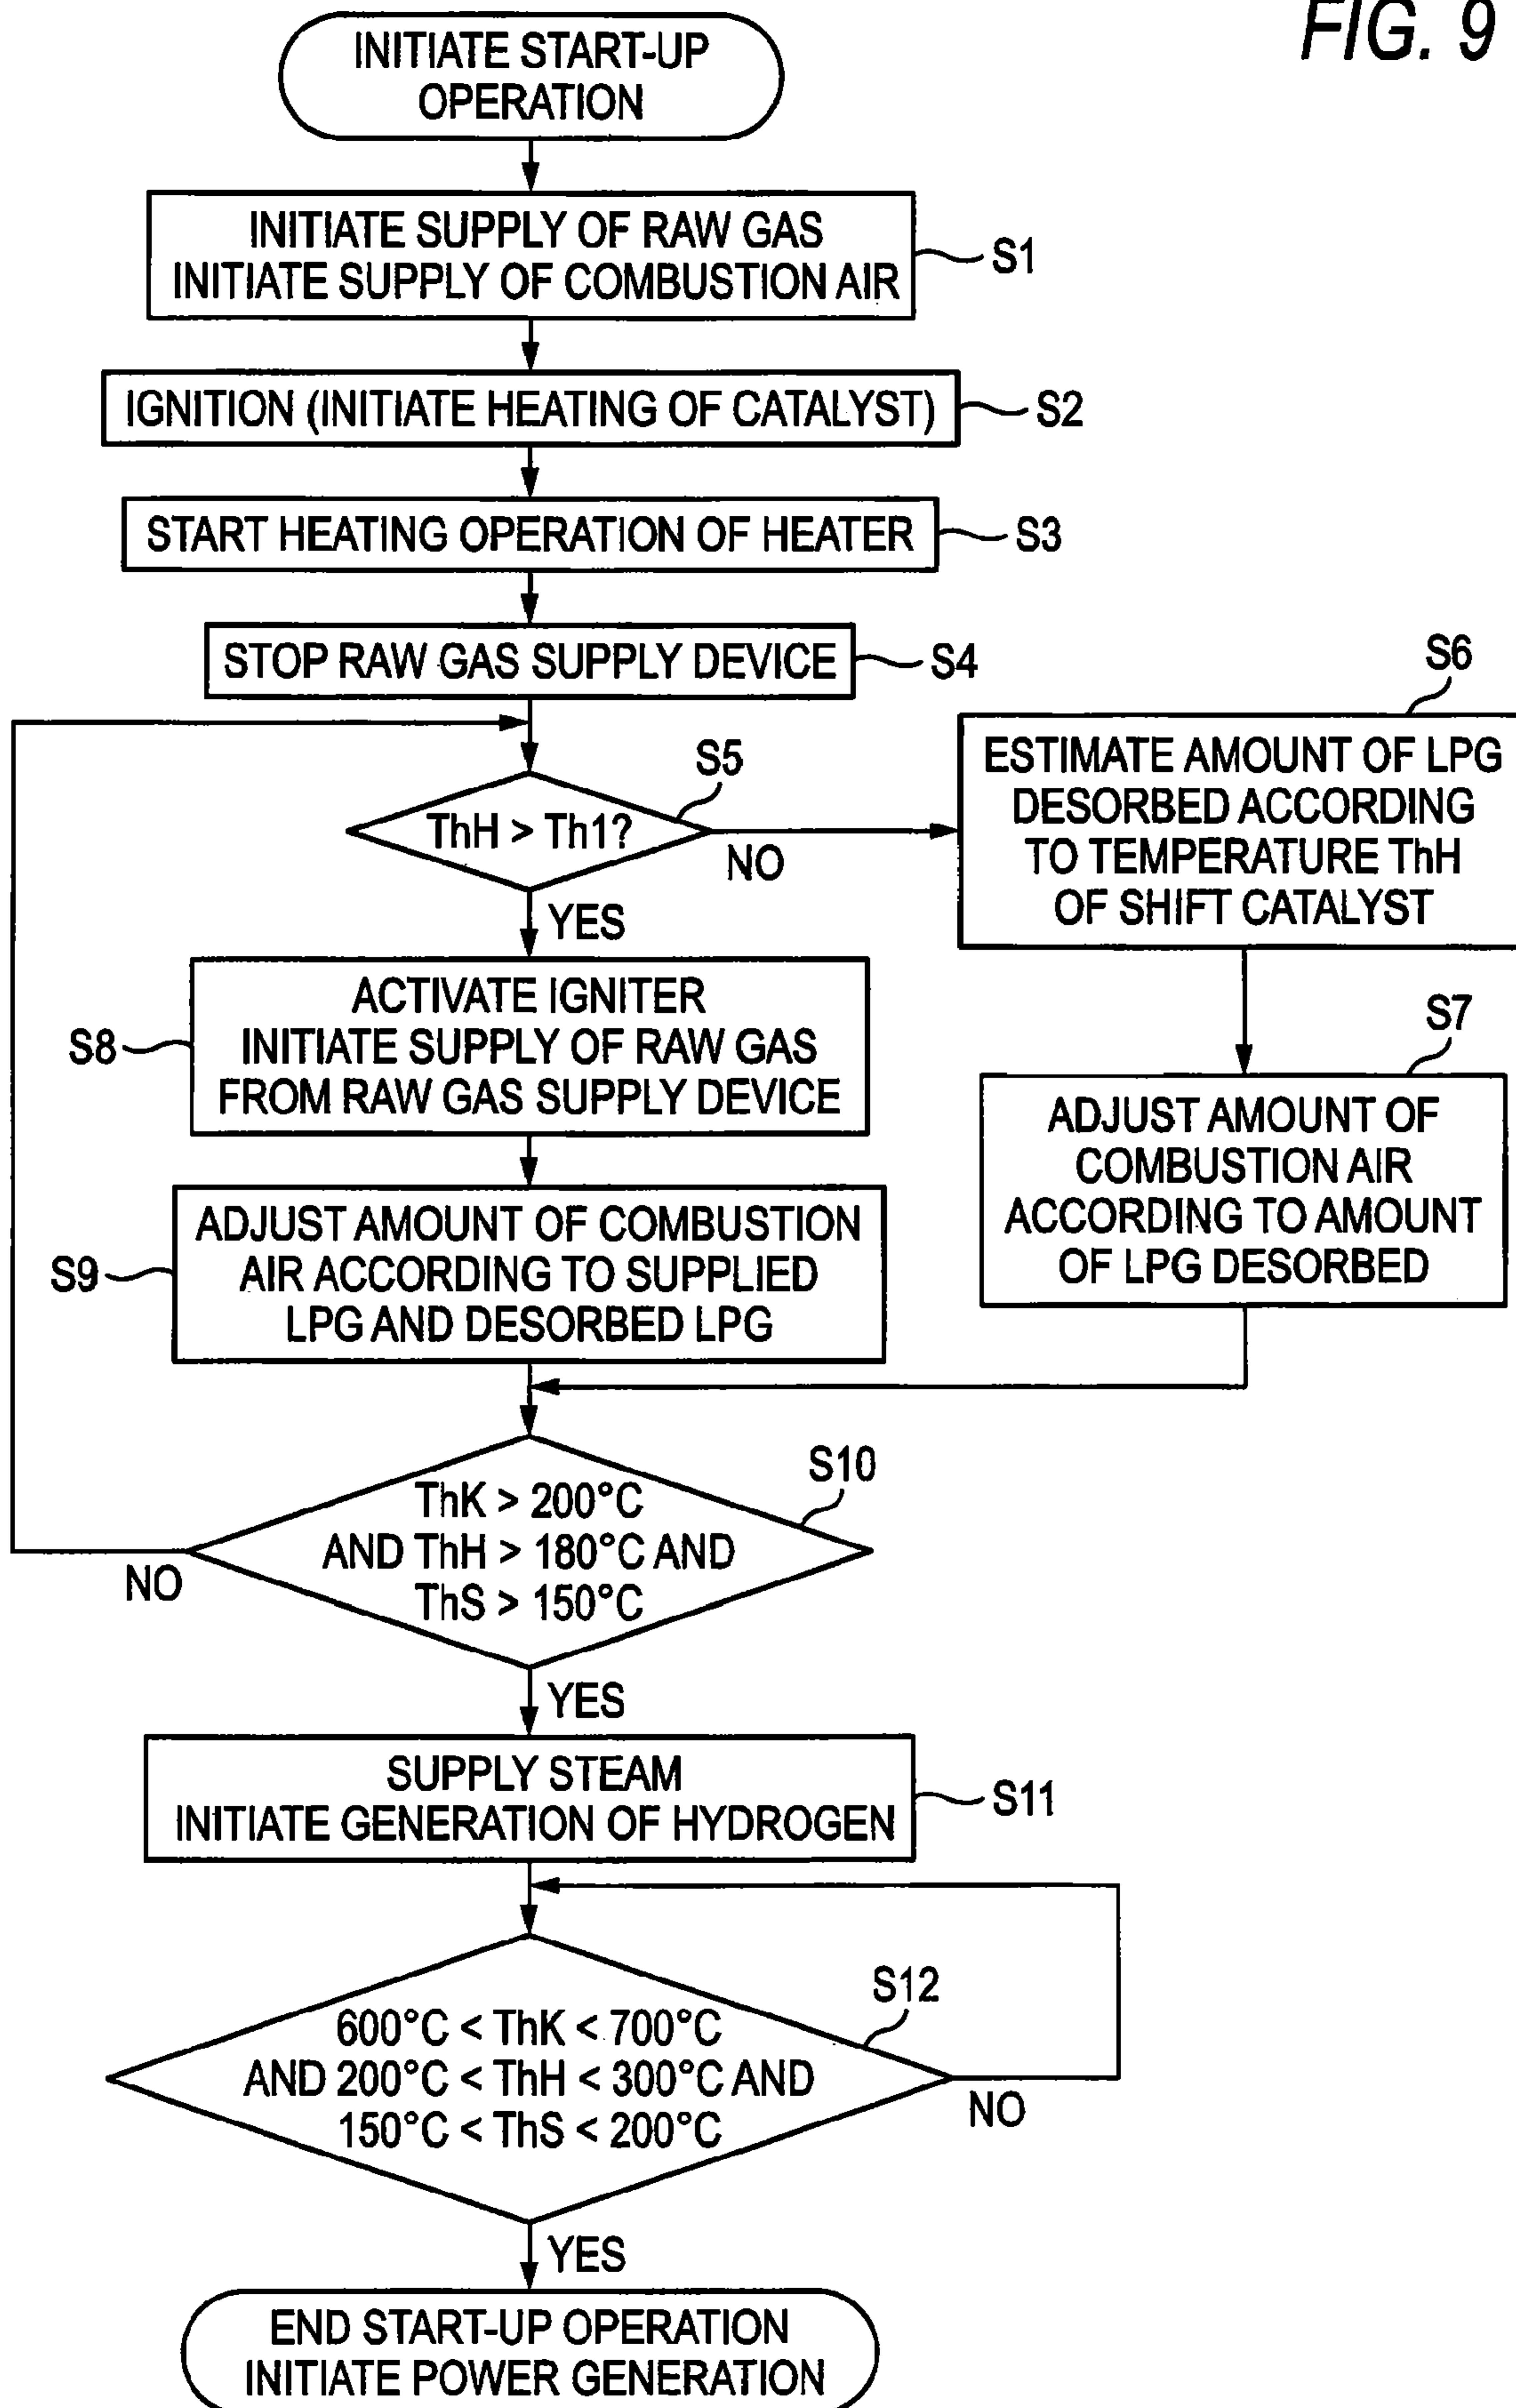 FIG. 9
INITIATE START-UP
OPERATION
INITIATE SUPPLY OF RAW GAS
INITIATE SUPPLY OF COMBUSTION AIR
S1
IGNITION (INITIATE HEATING OF CATALYST)
S2
START HEATING OPERATION OF HEATER
S3
STOP RAW GAS SUPPLY DEVICE
S4
S5
ThH > Th1?
NO
YES
S6
ESTIMATE AMOUNT OF LPG
DESORBED ACCORDING
TO TEMPERATURE ThH
OF SHIFT CATALYST
S7
ADJUST AMOUNT OF
COMBUSTION AIR
ACCORDING TO AMOUNT
OF LPG DESORBED
S8
ACTIVATE IGNITER
INITIATE SUPPLY OF RAW GAS
FROM RAW GAS SUPPLY DEVICE
S9
ADJUST AMOUNT OF COMBUSTION
AIR ACCORDING TO SUPPLIED
LPG AND DESORBED LPG
S10
ThK > 200°C
AND ThH > 180°C AND
ThS > 150°C
NO
YES
SUPPLY STEAM
INITIATE GENERATION OF HYDROGEN
S11
S12
600°C < ThK < 700°C
AND 200°C < ThH < 300°C AND
150°C < ThS < 200°C
NO
YES
END START-UP OPERATION
INITIATE POWER GENERATION